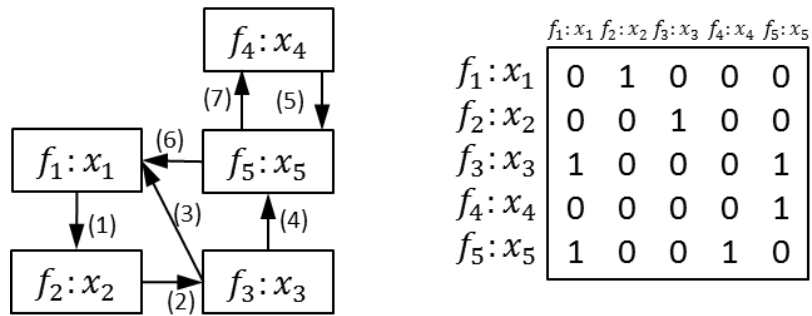 f₄: x₄
(7) (5)
(6)
f₁: x₁ f₅: x₅
(1) (3) (4)
f₂: x₂ (2) f₃: x₃
f₁: x₁ f₂: x₂ f₃: x₃ f₄: x₄ f₅: x₅
f₁: x₁ 0 1 0 0 0
f₂: x₂ 0 0 1 0 0
f₃: x₃ 1 0 0 0 1
f₄: x₄ 0 0 0 0 1
f₅: x₅ 1 0 0 1 0